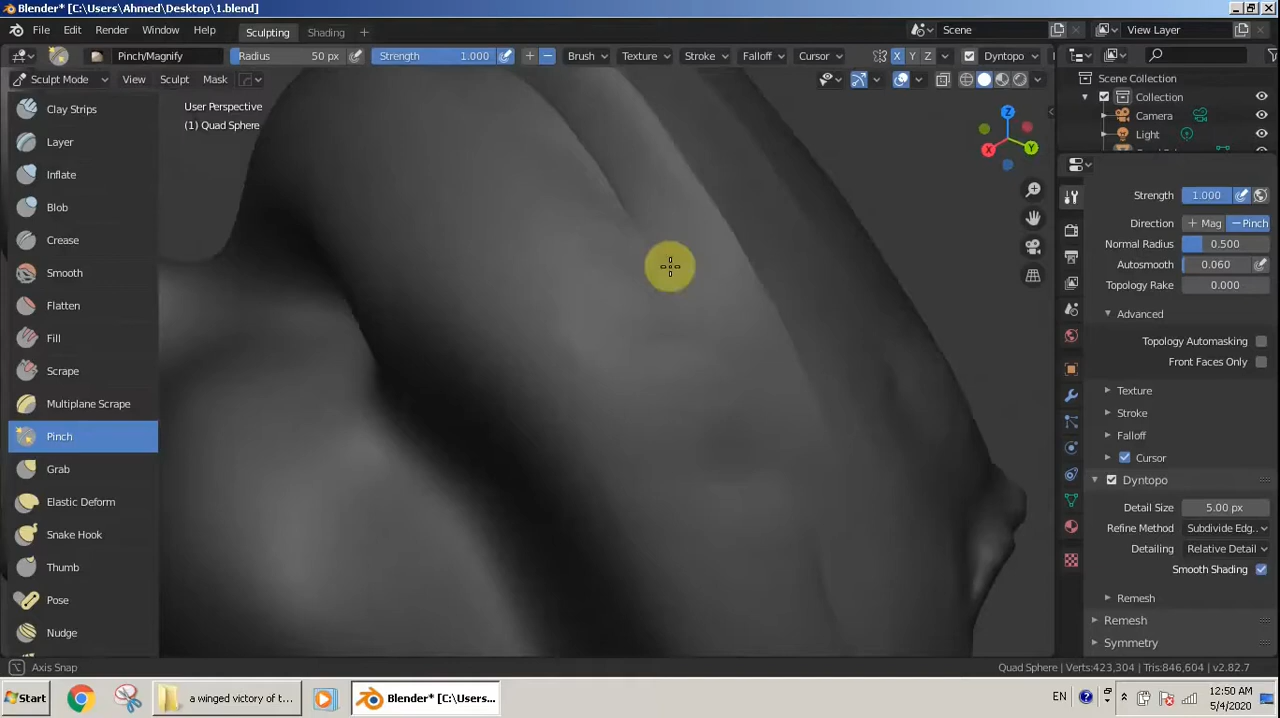 Blender* [C:\Users\Ahmed\Desktop\1.blend]
File Edit Render Window Help Sculpting Shading + Scene View Layer
Pinch/Magnify Radius 50 px Strength 1.000 Brush Texture Stroke Falloff Cursor X Y Z Dyntopo
Sculpt Mode View Sculpt Mask
User Perspective
(1) Quad Sphere
Clay Strips
Layer
Inflate
Blob
Crease
Smooth
Flatten
Fill
Scrape
Multiplane Scrape
Pinch
Grab
Elastic Deform
Snake Hook
Thumb
Pose
Nudge
Z
X
Y
Scene Collection
Collection
Camera
Light
Strength 1.000
Direction + Mag − Pinch
Normal Radius 0.500
Autosmooth 0.060
Topology Rake 0.000
Advanced
Topology Automasking
Front Faces Only
Texture
Stroke
Falloff
Cursor
Dyntopo
Detail Size 5.00 px
Refine Method Subdivide Edg..
Detailing Relative Detail
Smooth Shading
Remesh
Remesh
Symmetry
Axis Snap Quad Sphere | Verts:423,304 | Tris:846,604 | v2.82.7
Start a winged victory of t... Blender* [C:\Users... EN 12:50 AM
5/4/2020